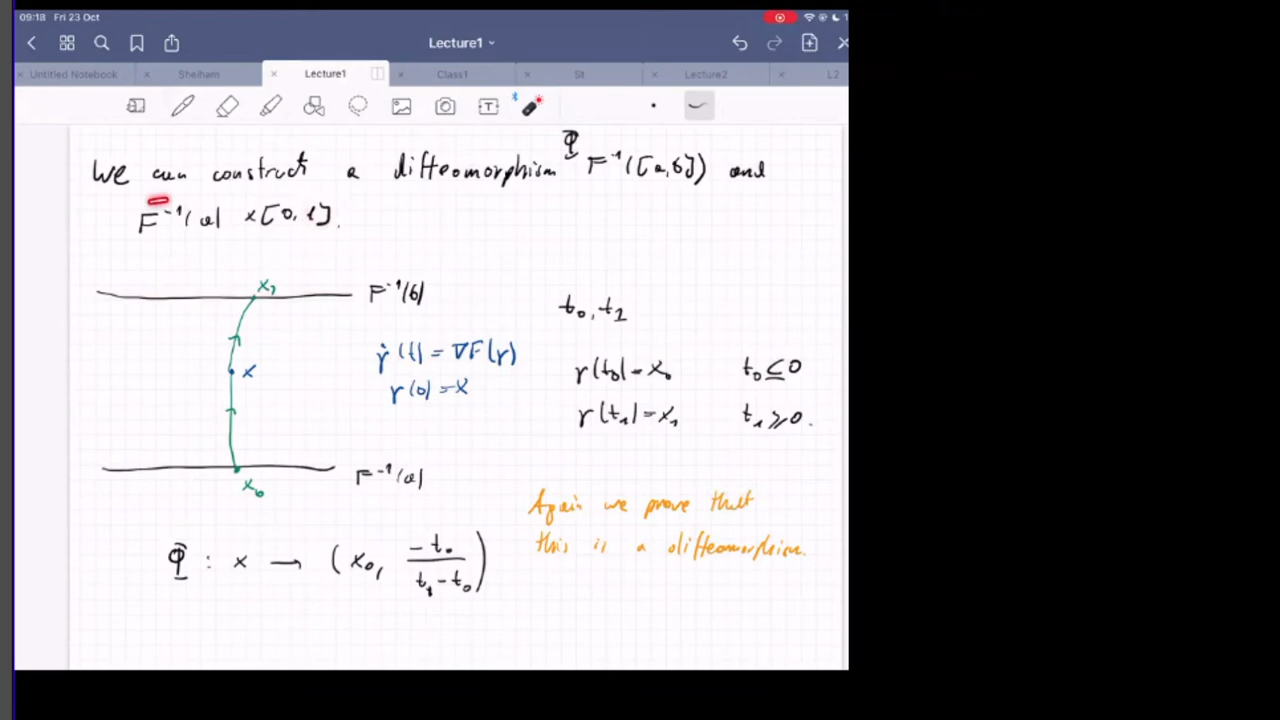 09:18 Fri 23 Oct
Lecture1
Untitled Notebook
Sheiham
Lecture1
Class1
St
Lecture2
L2
We can construct a diffeomorphism Φ F⁻¹([a,b]) and
F⁻¹(a) × [0,1].
x₁
F⁻¹(b)
t₀, t₁
x
γ̇(t) = ∇F(γ)
γ(0) = x
γ(t₀) = x₀ t₀ ≤ 0
γ(t₁) = x₁ t₁ ≥ 0.
F⁻¹(a)
x₀
Again we prove that
this is a diffeomorphism.
Φ : x → (x₀, -t₀/(t₁-t₀))